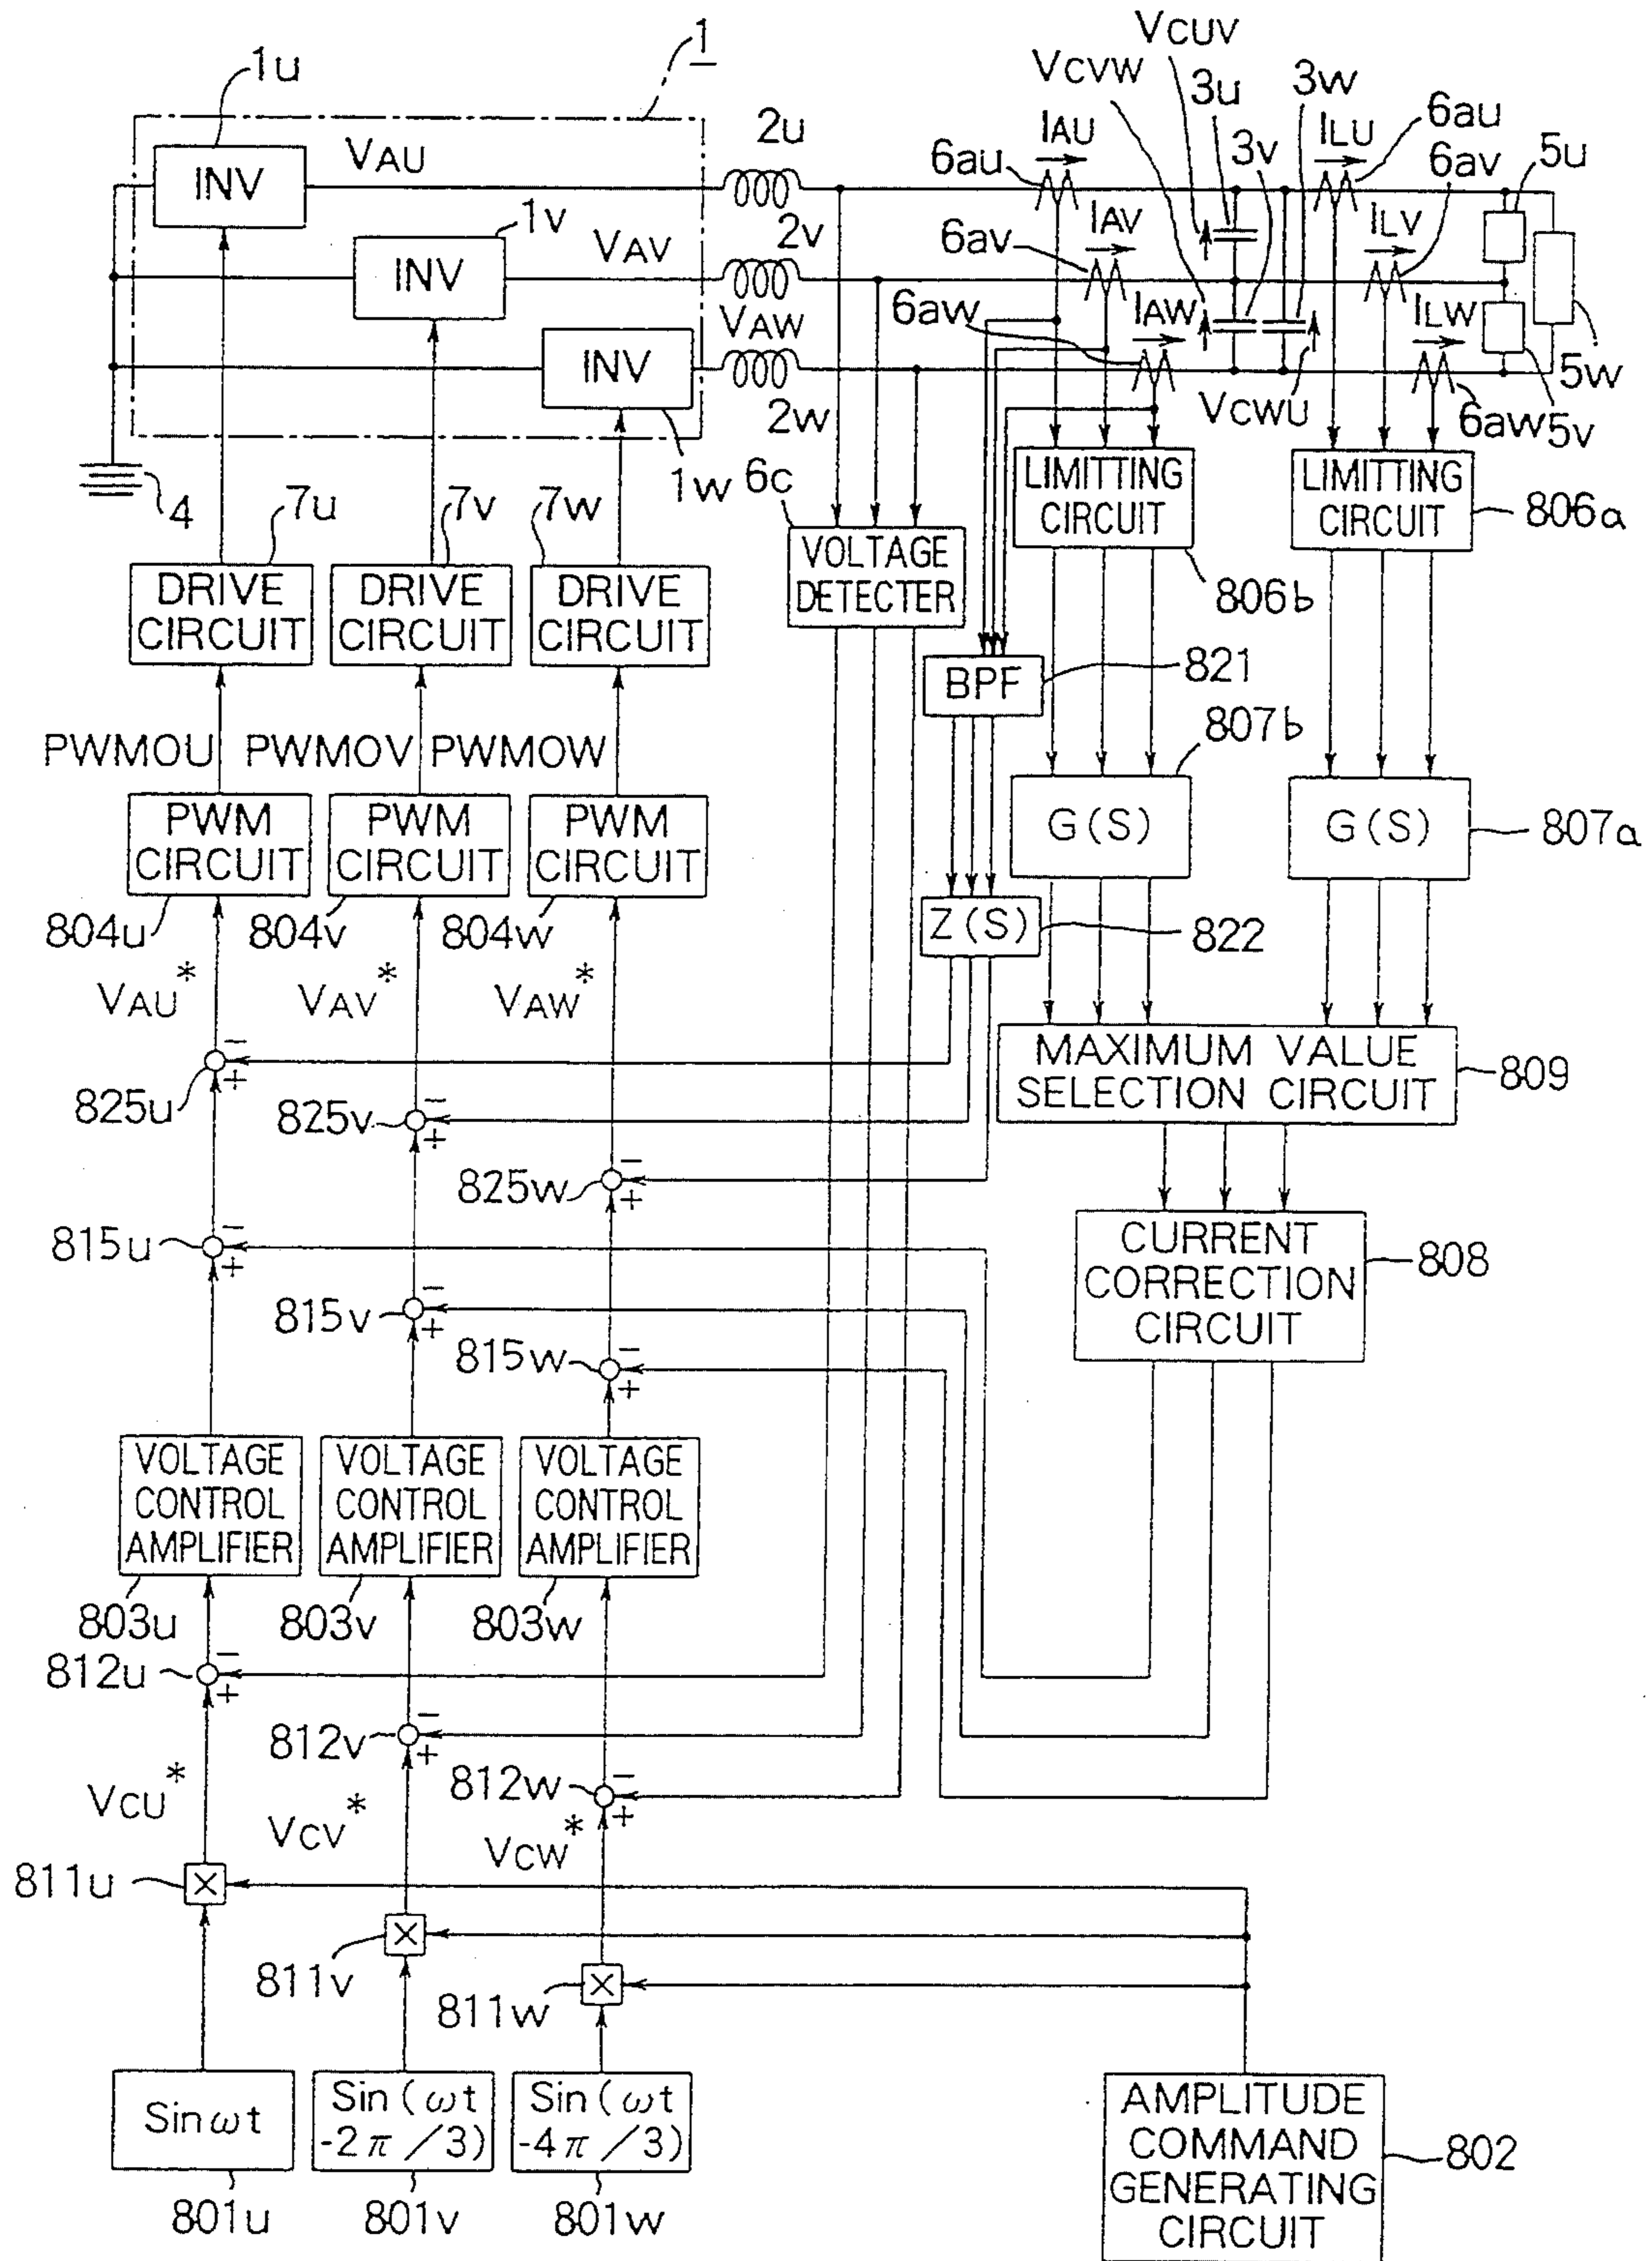 1
1u
VCUV
VCVW
3u
3w
2u
IAU
ILU
6au
6av
5u
VAU
6au
3v
INV
1v
2v
IAV
ILV
VAV
6av
INV
VAW
6aw
IAW
ILW
INV
5w
2w
VCWU
6aw
5v
4
7u
7v
7w
1w
6c
LIMITTING
CIRCUIT
LIMITTING
CIRCUIT
806a
VOLTAGE
DETECTER
806b
DRIVE
CIRCUIT
DRIVE
CIRCUIT
DRIVE
CIRCUIT
BPF
821
807b
PWMOU
PWMOV
PWMOW
PWM
CIRCUIT
PWM
CIRCUIT
PWM
CIRCUIT
G(S)
G(S)
807a
804u
804v
804w
Z(S)
822
VAU*
VAV*
VAW*
−
+
MAXIMUM VALUE
SELECTION CIRCUIT
809
825u
825v
−
+
825w
−
+
815u
−
+
CURRENT
CORRECTION
CIRCUIT
808
815v
−
+
815w
−
+
VOLTAGE
CONTROL
AMPLIFIER
VOLTAGE
CONTROL
AMPLIFIER
VOLTAGE
CONTROL
AMPLIFIER
803u
803v
803w
812u
−
+
812v
−
+
812w
−
+
VCU*
VCV*
VCW*
811u
×
×
811v
×
811w
Sin ωt
Sin(ωt
-2π/3)
Sin(ωt
-4π/3)
AMPLITUDE
COMMAND
GENERATING
CIRCUIT
802
801u
801v
801w